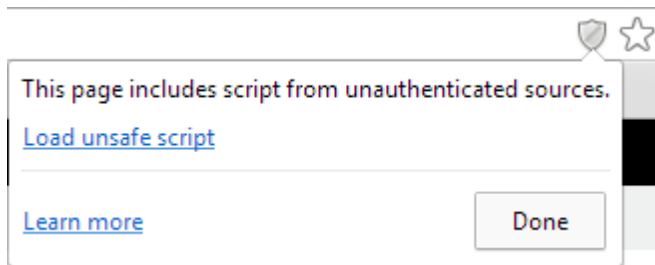 This page includes script from unauthenticated sources.
Load unsafe script
Learn more
Done